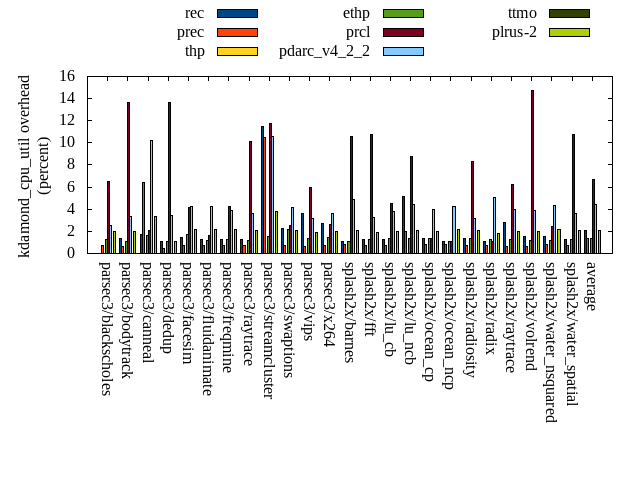 rec
prec
thp
ethp
prcl
pdarc_v4_2_2
ttmo
plrus-2
kdamond_cpu_util overhead
(percent)
16
14
12
10
8
6
4
2
0
parsec3/blackscholes
parsec3/bodytrack
parsec3/canneal
parsec3/dedup
parsec3/facesim
parsec3/fluidanimate
parsec3/freqmine
parsec3/raytrace
parsec3/streamcluster
parsec3/swaptions
parsec3/vips
parsec3/x264
splash2x/barnes
splash2x/fft
splash2x/lu_cb
splash2x/lu_ncb
splash2x/ocean_cp
splash2x/ocean_ncp
splash2x/radiosity
splash2x/radix
splash2x/raytrace
splash2x/volrend
splash2x/water_nsquared
splash2x/water_spatial
average